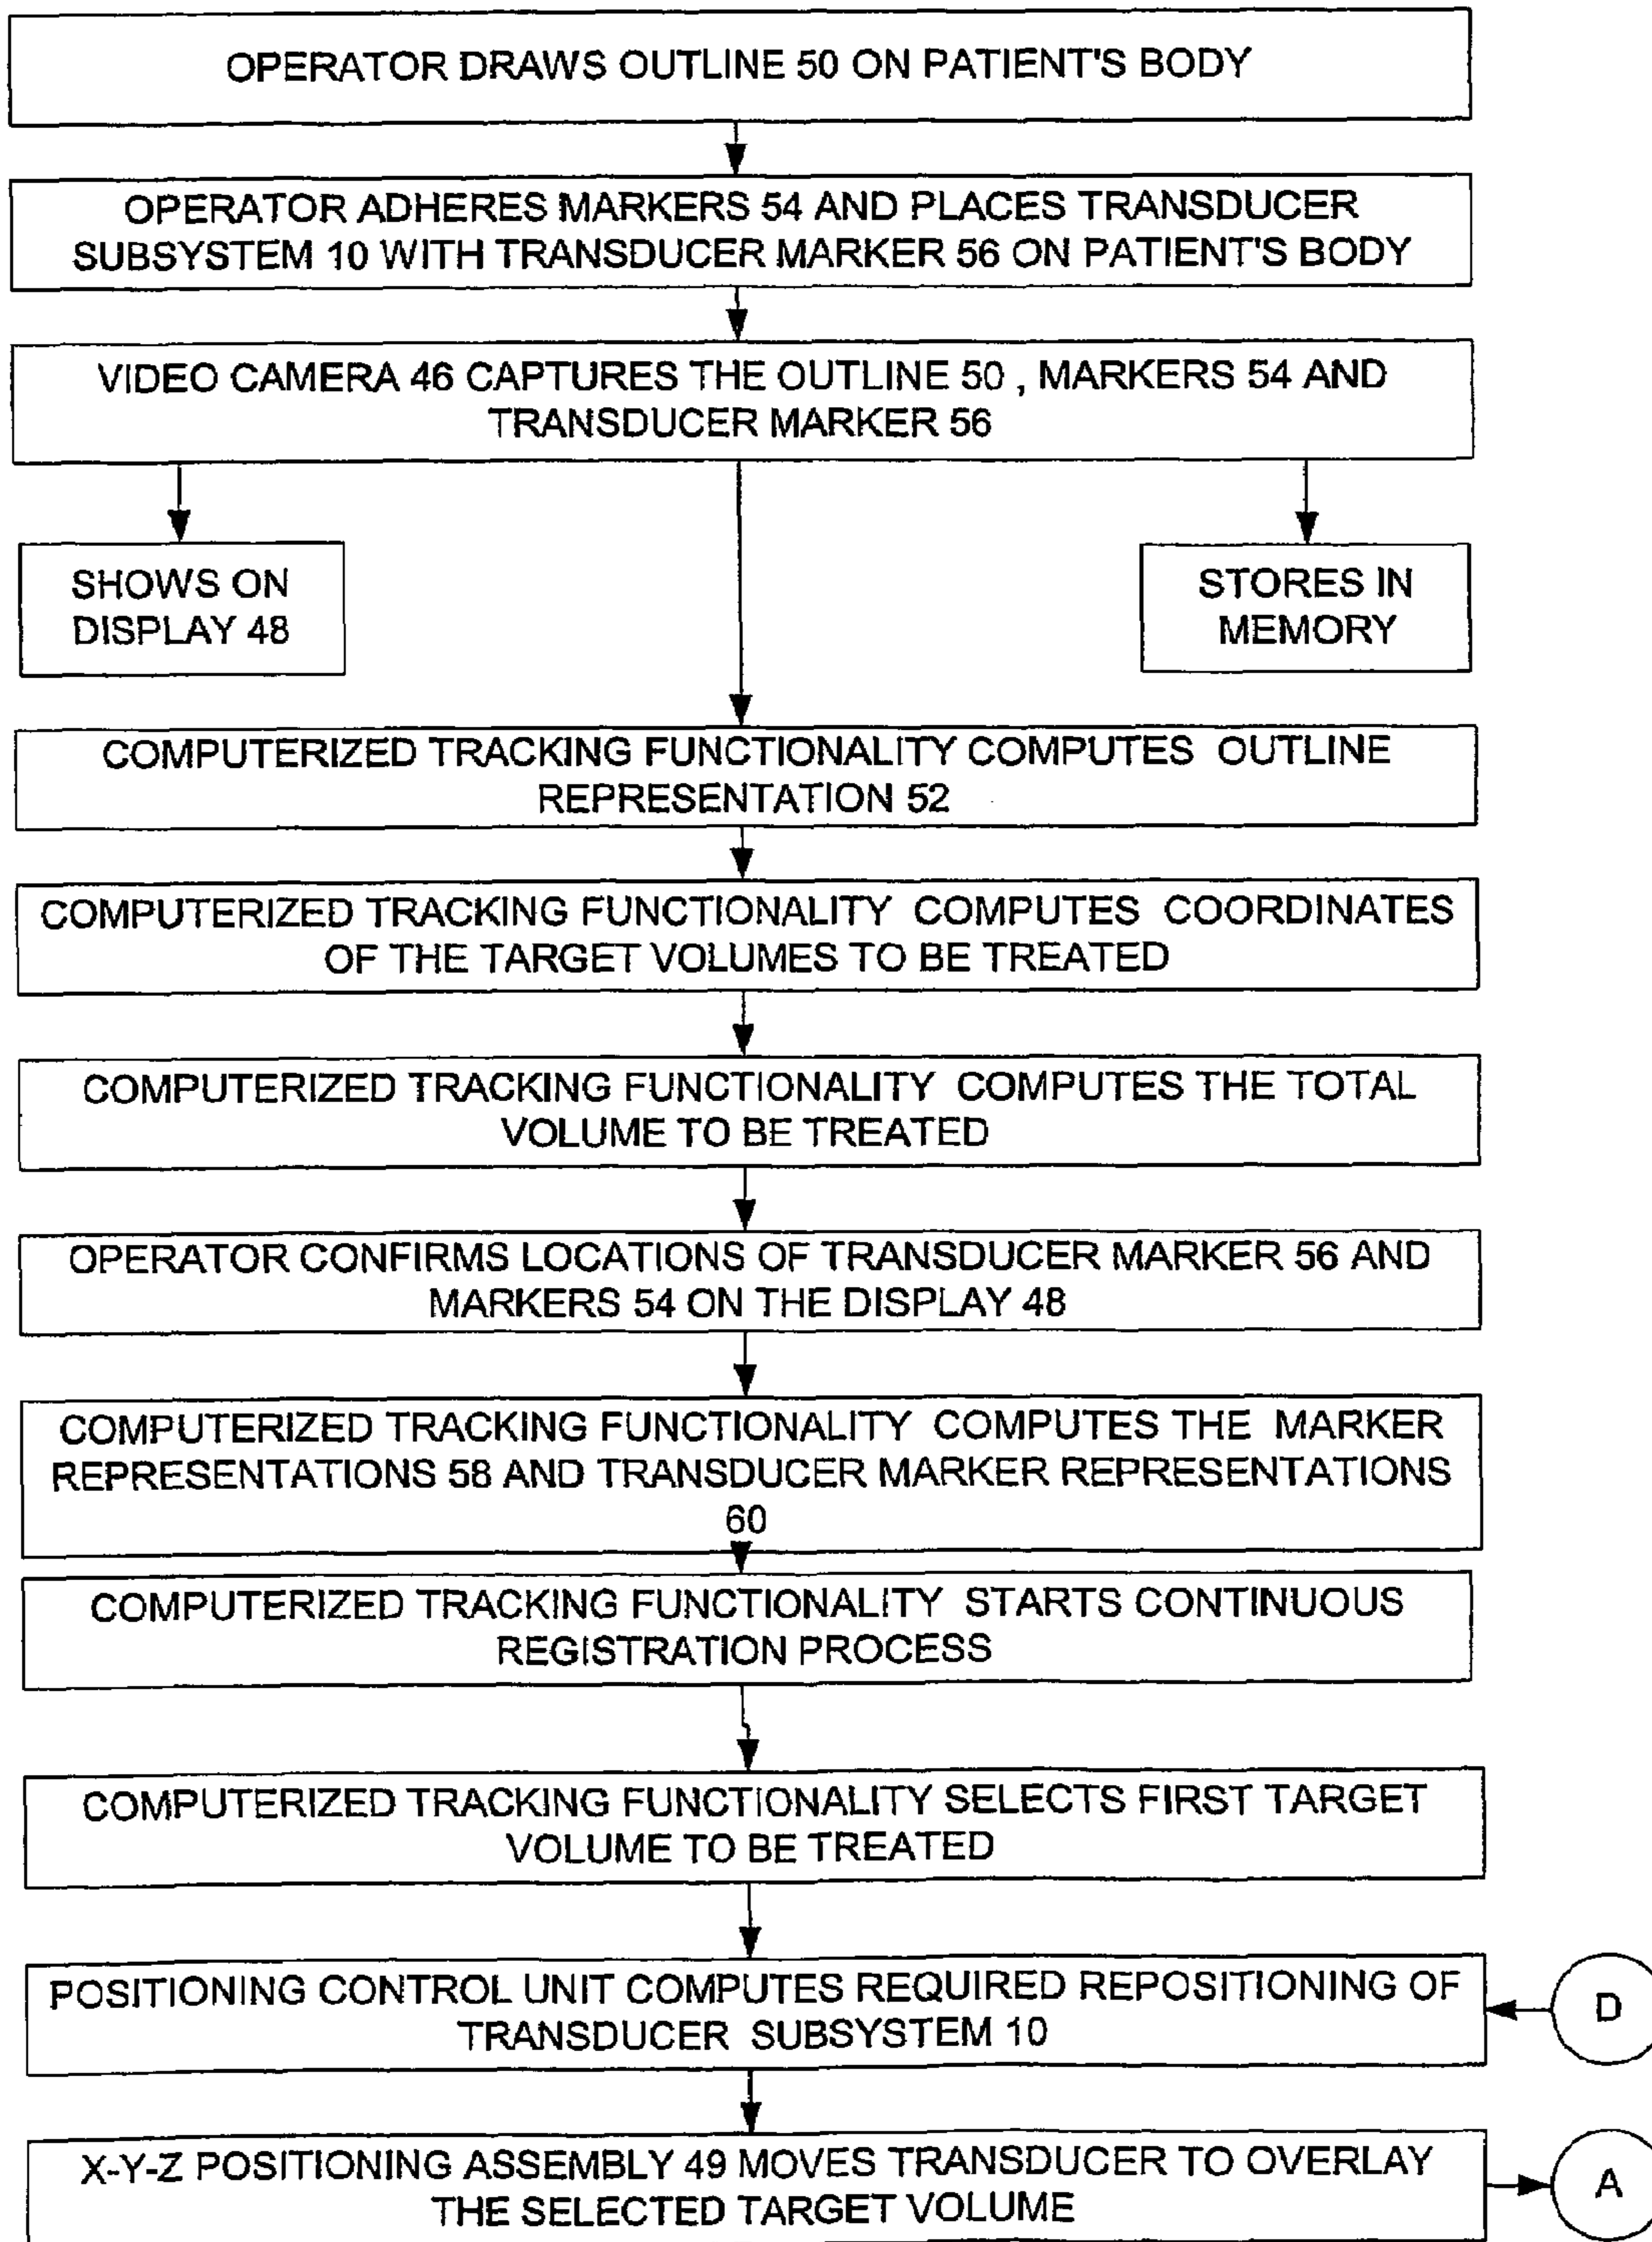 OPERATOR DRAWS OUTLINE 50 ON PATIENT'S BODY
OPERATOR ADHERES MARKERS 54 AND PLACES TRANSDUCER
SUBSYSTEM 10 WITH TRANSDUCER MARKER 56 ON PATIENT'S BODY
VIDEO CAMERA 46 CAPTURES THE OUTLINE 50 , MARKERS 54 AND
TRANSDUCER MARKER 56
SHOWS ON
DISPLAY 48
STORES IN
MEMORY
COMPUTERIZED TRACKING FUNCTIONALITY COMPUTES OUTLINE
REPRESENTATION 52
COMPUTERIZED TRACKING FUNCTIONALITY COMPUTES COORDINATES
OF THE TARGET VOLUMES TO BE TREATED
COMPUTERIZED TRACKING FUNCTIONALITY COMPUTES THE TOTAL
VOLUME TO BE TREATED
OPERATOR CONFIRMS LOCATIONS OF TRANSDUCER MARKER 56 AND
MARKERS 54 ON THE DISPLAY 48
COMPUTERIZED TRACKING FUNCTIONALITY COMPUTES THE MARKER
REPRESENTATIONS 58 AND TRANSDUCER MARKER REPRESENTATIONS
60
COMPUTERIZED TRACKING FUNCTIONALITY STARTS CONTINUOUS
REGISTRATION PROCESS
COMPUTERIZED TRACKING FUNCTIONALITY SELECTS FIRST TARGET
VOLUME TO BE TREATED
POSITIONING CONTROL UNIT COMPUTES REQUIRED REPOSITIONING OF
TRANSDUCER SUBSYSTEM 10
D
X-Y-Z POSITIONING ASSEMBLY 49 MOVES TRANSDUCER TO OVERLAY
THE SELECTED TARGET VOLUME
A